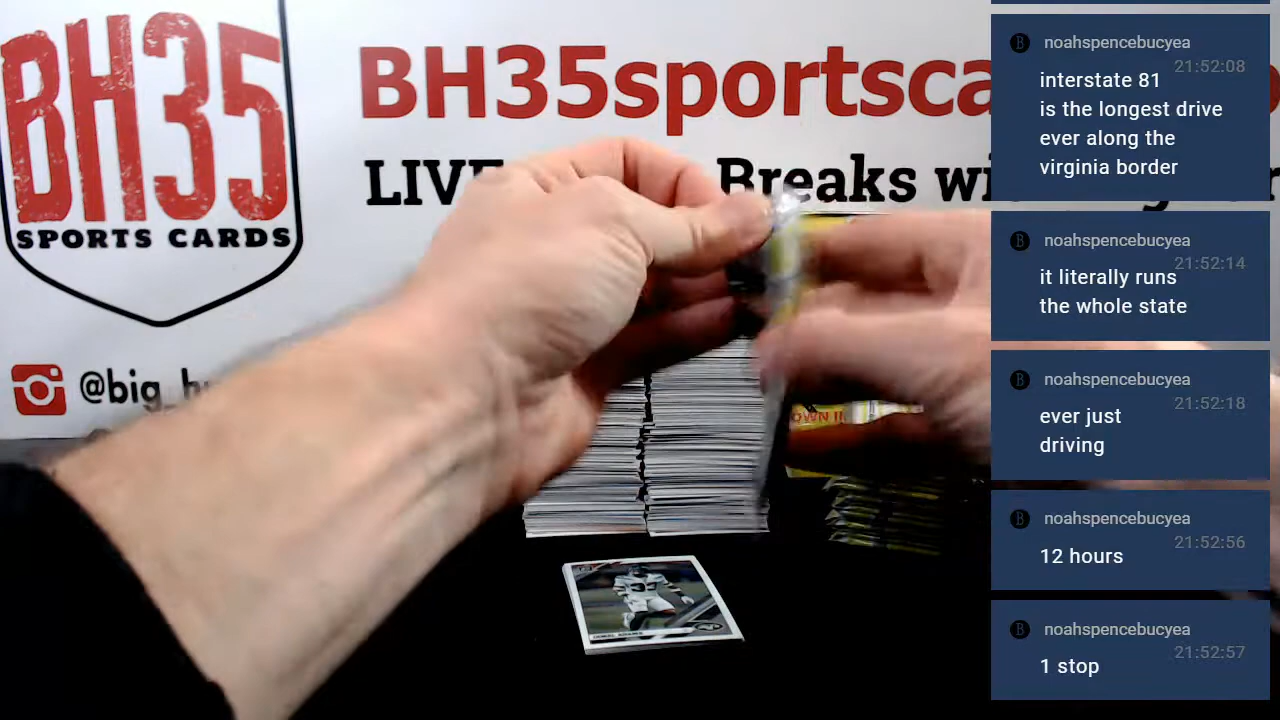 BH35
SPORTS CARDS
BH35sportsca
LIVE Breaks wi
@big_h
OWN I
noahspencebucyea
21:52:08
interstate 81
is the longest drive
ever along the
virginia border
noahspencebucyea
21:52:14
it literally runs
the whole state
noahspencebucyea
21:52:18
ever just
driving
noahspencebucyea
21:52:56
12 hours
noahspencebucyea
21:52:57
1 stop